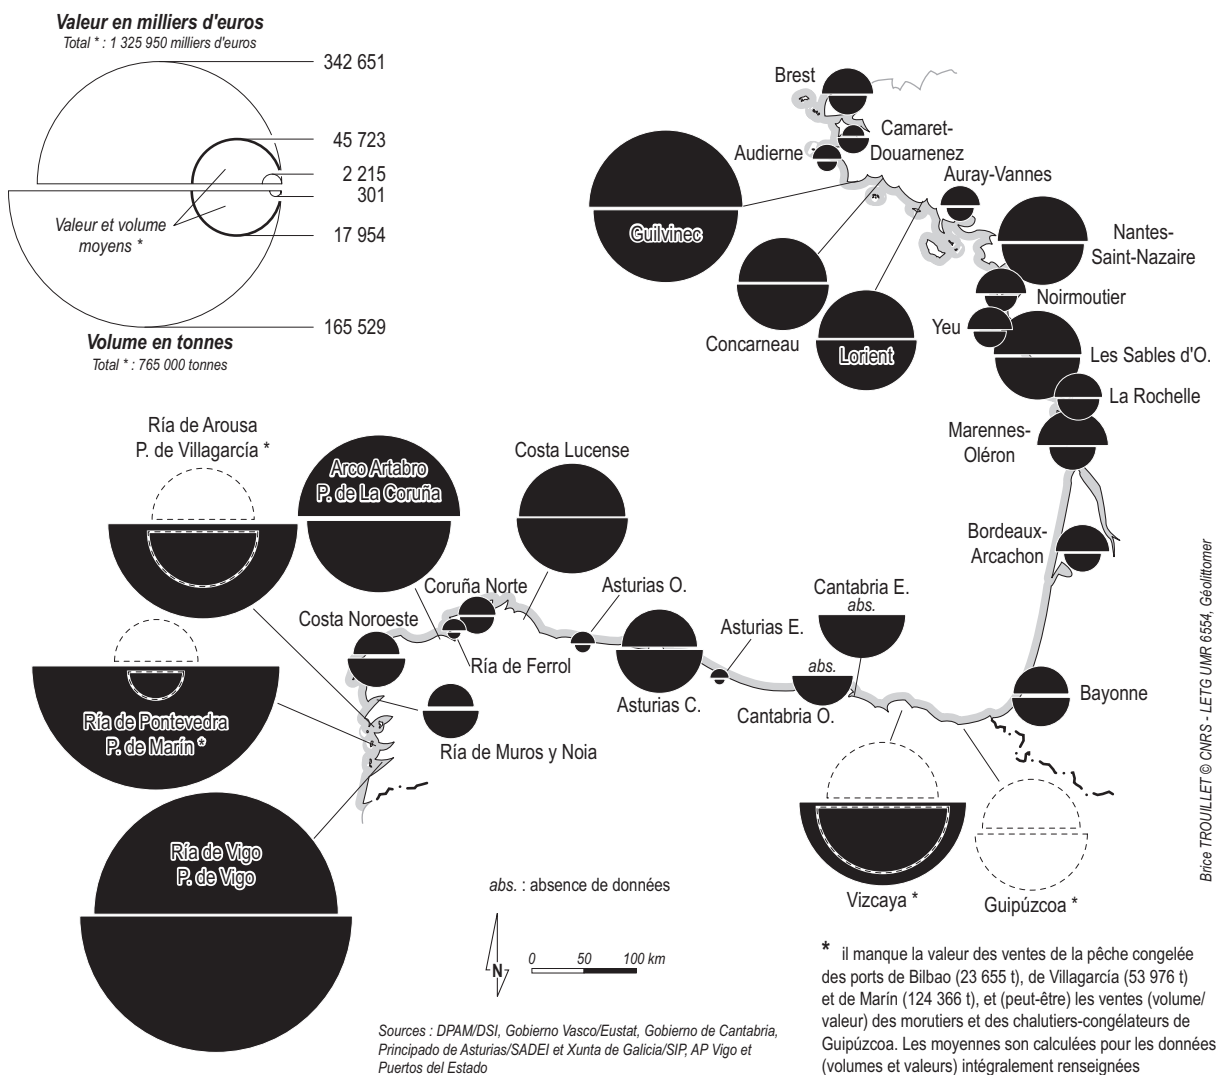 Valeur en milliers d'euros
Total * : 1 325 950 milliers d'euros
342 651
45 723
2 215
301
Valeur et volume
moyens *
17 954
165 529
Volume en tonnes
Total * : 765 000 tonnes
Brest
Camaret-
Douarnenez
Audierne
Auray-Vannes
Guilvinec
Nantes-
Saint-Nazaire
Noirmoutier
Yeu
Concarneau
Lorient
Les Sables d'O.
La Rochelle
Marennes-
Oléron
Bordeaux-
Arcachon
Bayonne
Ría de Arousa
P. de Villagarcía *
Arco Artabro
P. de La Coruña
Costa Lucense
Coruña Norte
Asturias O.
Cantabria E.
abs.
Costa Noroeste
Asturias E.
Ría de Ferrol
abs.
Asturias C.
Cantabria O.
Ría de Pontevedra
P. de Marín *
Ría de Muros y Noia
Ría de Vigo
P. de Vigo
Vizcaya *
Guipúzcoa *
abs. : absence de données
N
0 50 100 km
Sources : DPAM/DSI, Gobierno Vasco/Eustat, Gobierno de Cantabria,
Principado de Asturias/SADEI et Xunta de Galicia/SIP, AP Vigo et
Puertos del Estado
* il manque la valeur des ventes de la pêche congelée
des ports de Bilbao (23 655 t), de Villagarcía (53 976 t)
et de Marín (124 366 t), et (peut-être) les ventes (volume/
valeur) des morutiers et des chalutiers-congélateurs de
Guipúzcoa. Les moyennes son calculées pour les données
(volumes et valeurs) intégralement renseignées
Brice TROUILLET © CNRS - LETG UMR 6554, Géolittomer